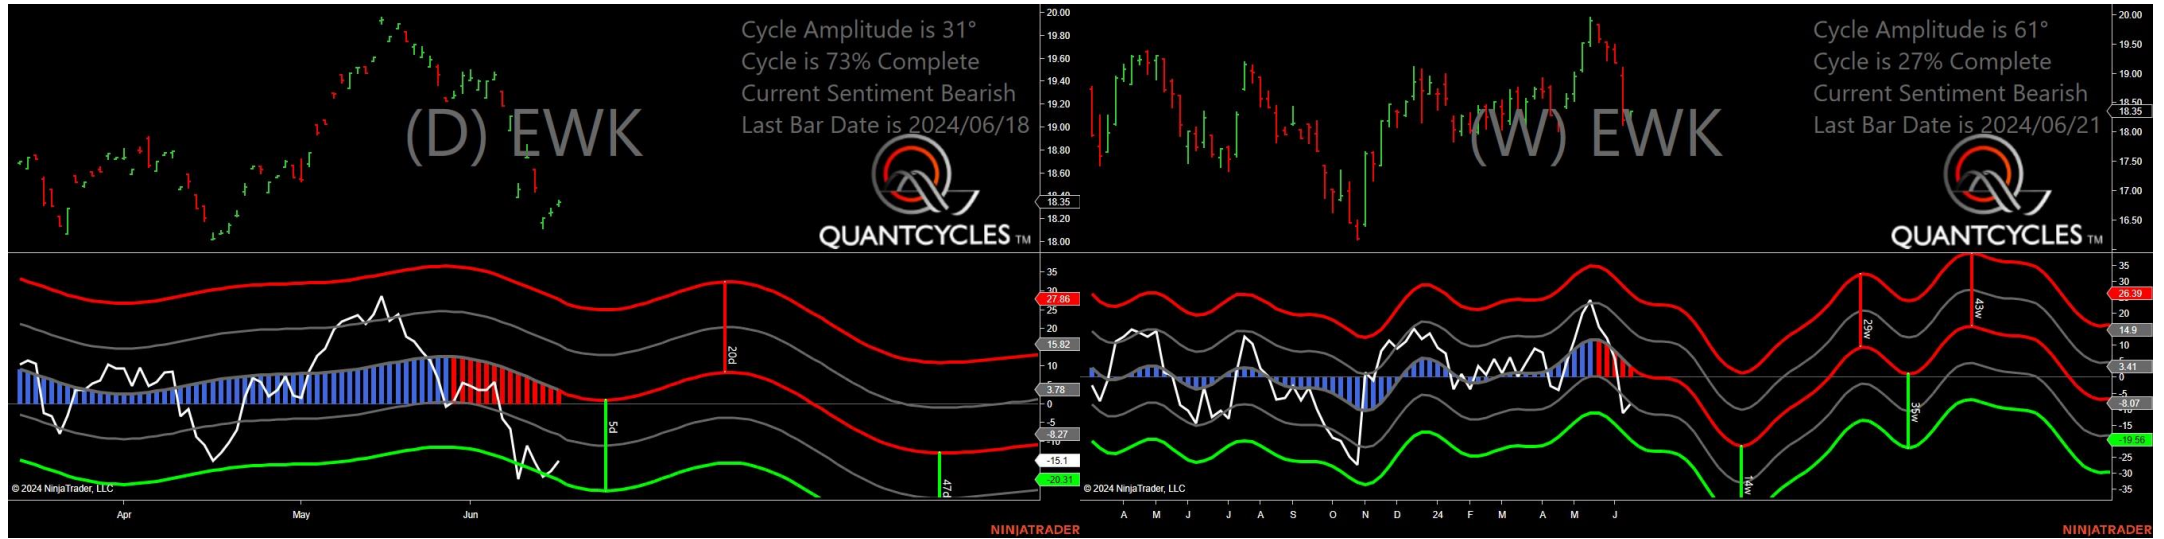 Cycle Amplitude is 31°
Cycle is 73% Complete
Current Sentiment Bearish
Last Bar Date is 2024/06/18
(D) EWK
QUANTCYCLES TM
20.00
19.80
19.60
19.40
19.20
19.00
18.80
18.60
18.40
18.35
18.20
18.00
35
30
27.86
25
20
15.82
10
5
3.78
0
-5
-8.27
-10
-15.1
-20.31
5d
20d
47d
© 2024 NinjaTrader, LLC
Apr May Jun
NINJATRADER
Cycle Amplitude is 61°
Cycle is 27% Complete
Current Sentiment Bearish
Last Bar Date is 2024/06/21
(W) EWK
QUANTCYCLES TM
20.00
19.50
19.00
18.50
18.35
18.00
17.50
17.00
16.50
35
26.39
20
14.9
10
3.41
0
-5
-8.07
-15
-19.56
-25
-30
-35
14w
29w
35w
43w
© 2024 NinjaTrader, LLC
A M J J A S O N D 24 F M A M J
NINJATRADER